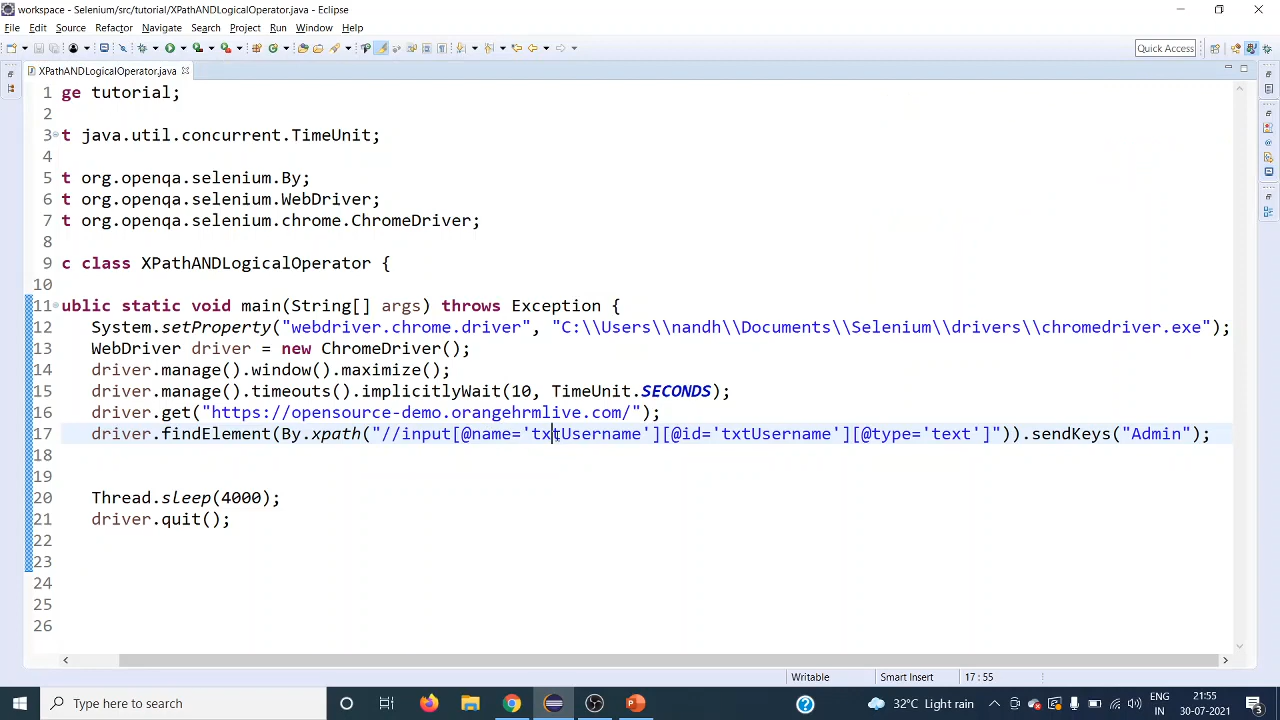 workspace - Selenium/src/tutorial/XPathANDLogicalOperator.java - Eclipse
File Edit Source Refactor Navigate Search Project Run Window Help
Quick Access
XPathANDLogicalOperator.java
1 ge tutorial;
2
3 t java.util.concurrent.TimeUnit;
4
5 t org.openqa.selenium.By;
6 t org.openqa.selenium.WebDriver;
7 t org.openqa.selenium.chrome.ChromeDriver;
8
9 c class XPathANDLogicalOperator {
10
11 ublic static void main(String[] args) throws Exception {
12 System.setProperty("webdriver.chrome.driver", "C:\\Users\\nandh\\Documents\\Selenium\\drivers\\chromedriver.exe");
13 WebDriver driver = new ChromeDriver();
14 driver.manage().window().maximize();
15 driver.manage().timeouts().implicitlyWait(10, TimeUnit.SECONDS);
16 driver.get("https://opensource-demo.orangehrmlive.com/");
17 driver.findElement(By.xpath("//input[@name='txtUsername'][@id='txtUsername'][@type='text']")).sendKeys("Admin");
18
19
20 Thread.sleep(4000);
21 driver.quit();
22
23
24
25
26
Writable Smart Insert 17 : 55
Type here to search
32°C Light rain
ENG
IN
21:55
30-07-2021
3